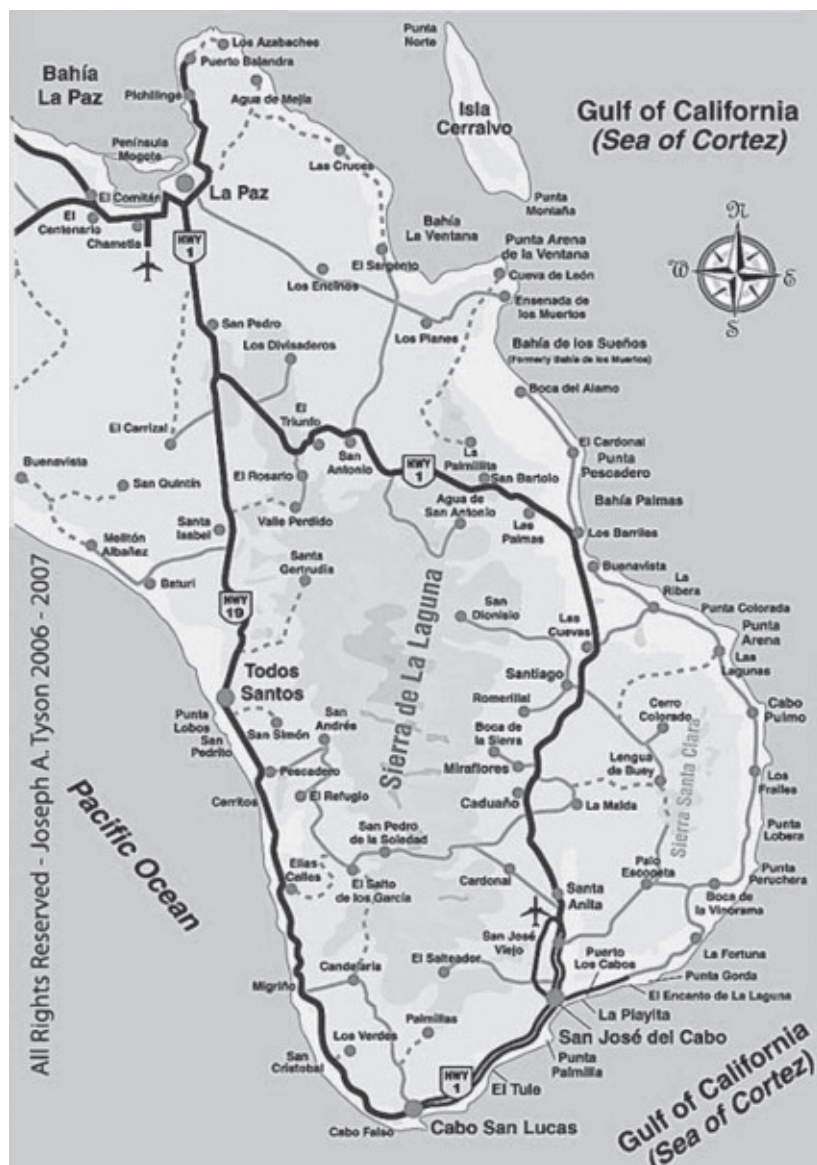 Los Azabaches
Puerto Balandra
Punta
Norte
Bahía
La Paz
Pichilingue
Agua de Mejía
Isla
Cerralvo
Gulf of California
(Sea of Cortez)
Península
Mogote
Las Cruces
El Comitán
La Paz
Punta
Montaña
El
Centenario
Chametla
HWY
1
Bahía
La Ventana
Punta Arena
de la Ventana
N
W
E
S
El Sargento
Cueva de León
Los Encinos
Ensenada de
los Muertos
San Pedro
Los Planes
Los Divisaderos
Bahía de los Sueños
(Formerly Bahía de los Muertos)
Boca del Alamo
El Carrizal
El
Triunfo
San
Antonio
La
Palmillita
El Cardonal
Punta
Pescadero
Buenavista
San Quintín
El Rosario
HWY
1
San Bartolo
Agua de
San Antonio
Bahía Palmas
Santa
Isabel
Valle Perdido
Las
Palmas
Los Barriles
Melitón
Albañez
Santa
Gertrudis
Buenavista
Baturi
La
Ribera
HWY
19
San
Dionisio
Las
Cuevas
Punta Colorada
Punta
Arena
Las
Lagunas
Todos
Santos
Sierra de La Laguna
Santiago
Punta
Lobos
San
Pedrito
San Simón
San
Andrés
Romerillal
Cerro
Colorado
Cabo
Pulmo
Boca de
la Sierra
Lengua
de Buey
Sierra Santa Clara
Pescadero
Miraflores
Los
Frailes
Cerritos
El Refugio
Caduaño
La Malda
Pacific Ocean
San Pedro
de la Soledad
Punta
Lobera
Elias
Calles
El Salto
de los García
Cardonal
Palo
Escopeta
Punta
Peruchera
Santa
Anita
Boca de
la Vinorama
San José
Viejo
Puerto
Los Cabos
La Fortuna
El Salteador
Candelaria
Migriño
Punta Gorda
El Encanto de La Laguna
La Playita
Palmillas
San José del Cabo
Los Verdes
San
Cristobal
Punta
Palmilla
HWY
1
El Tule
Cabo Falso
Cabo San Lucas
Gulf of California
(Sea of Cortez)
All Rights Reserved - Joseph A. Tyson 2006 - 2007